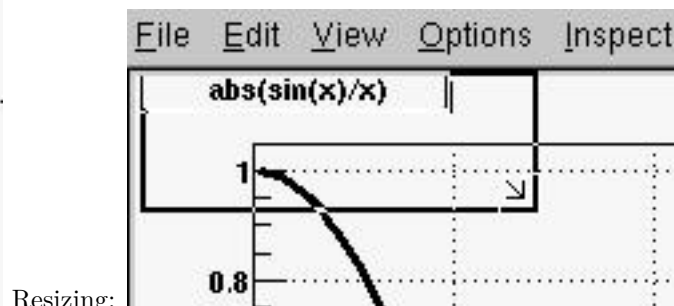 File Edit View Options Inspect
abs(sin(x)/x)
1
0.8
Resizing: